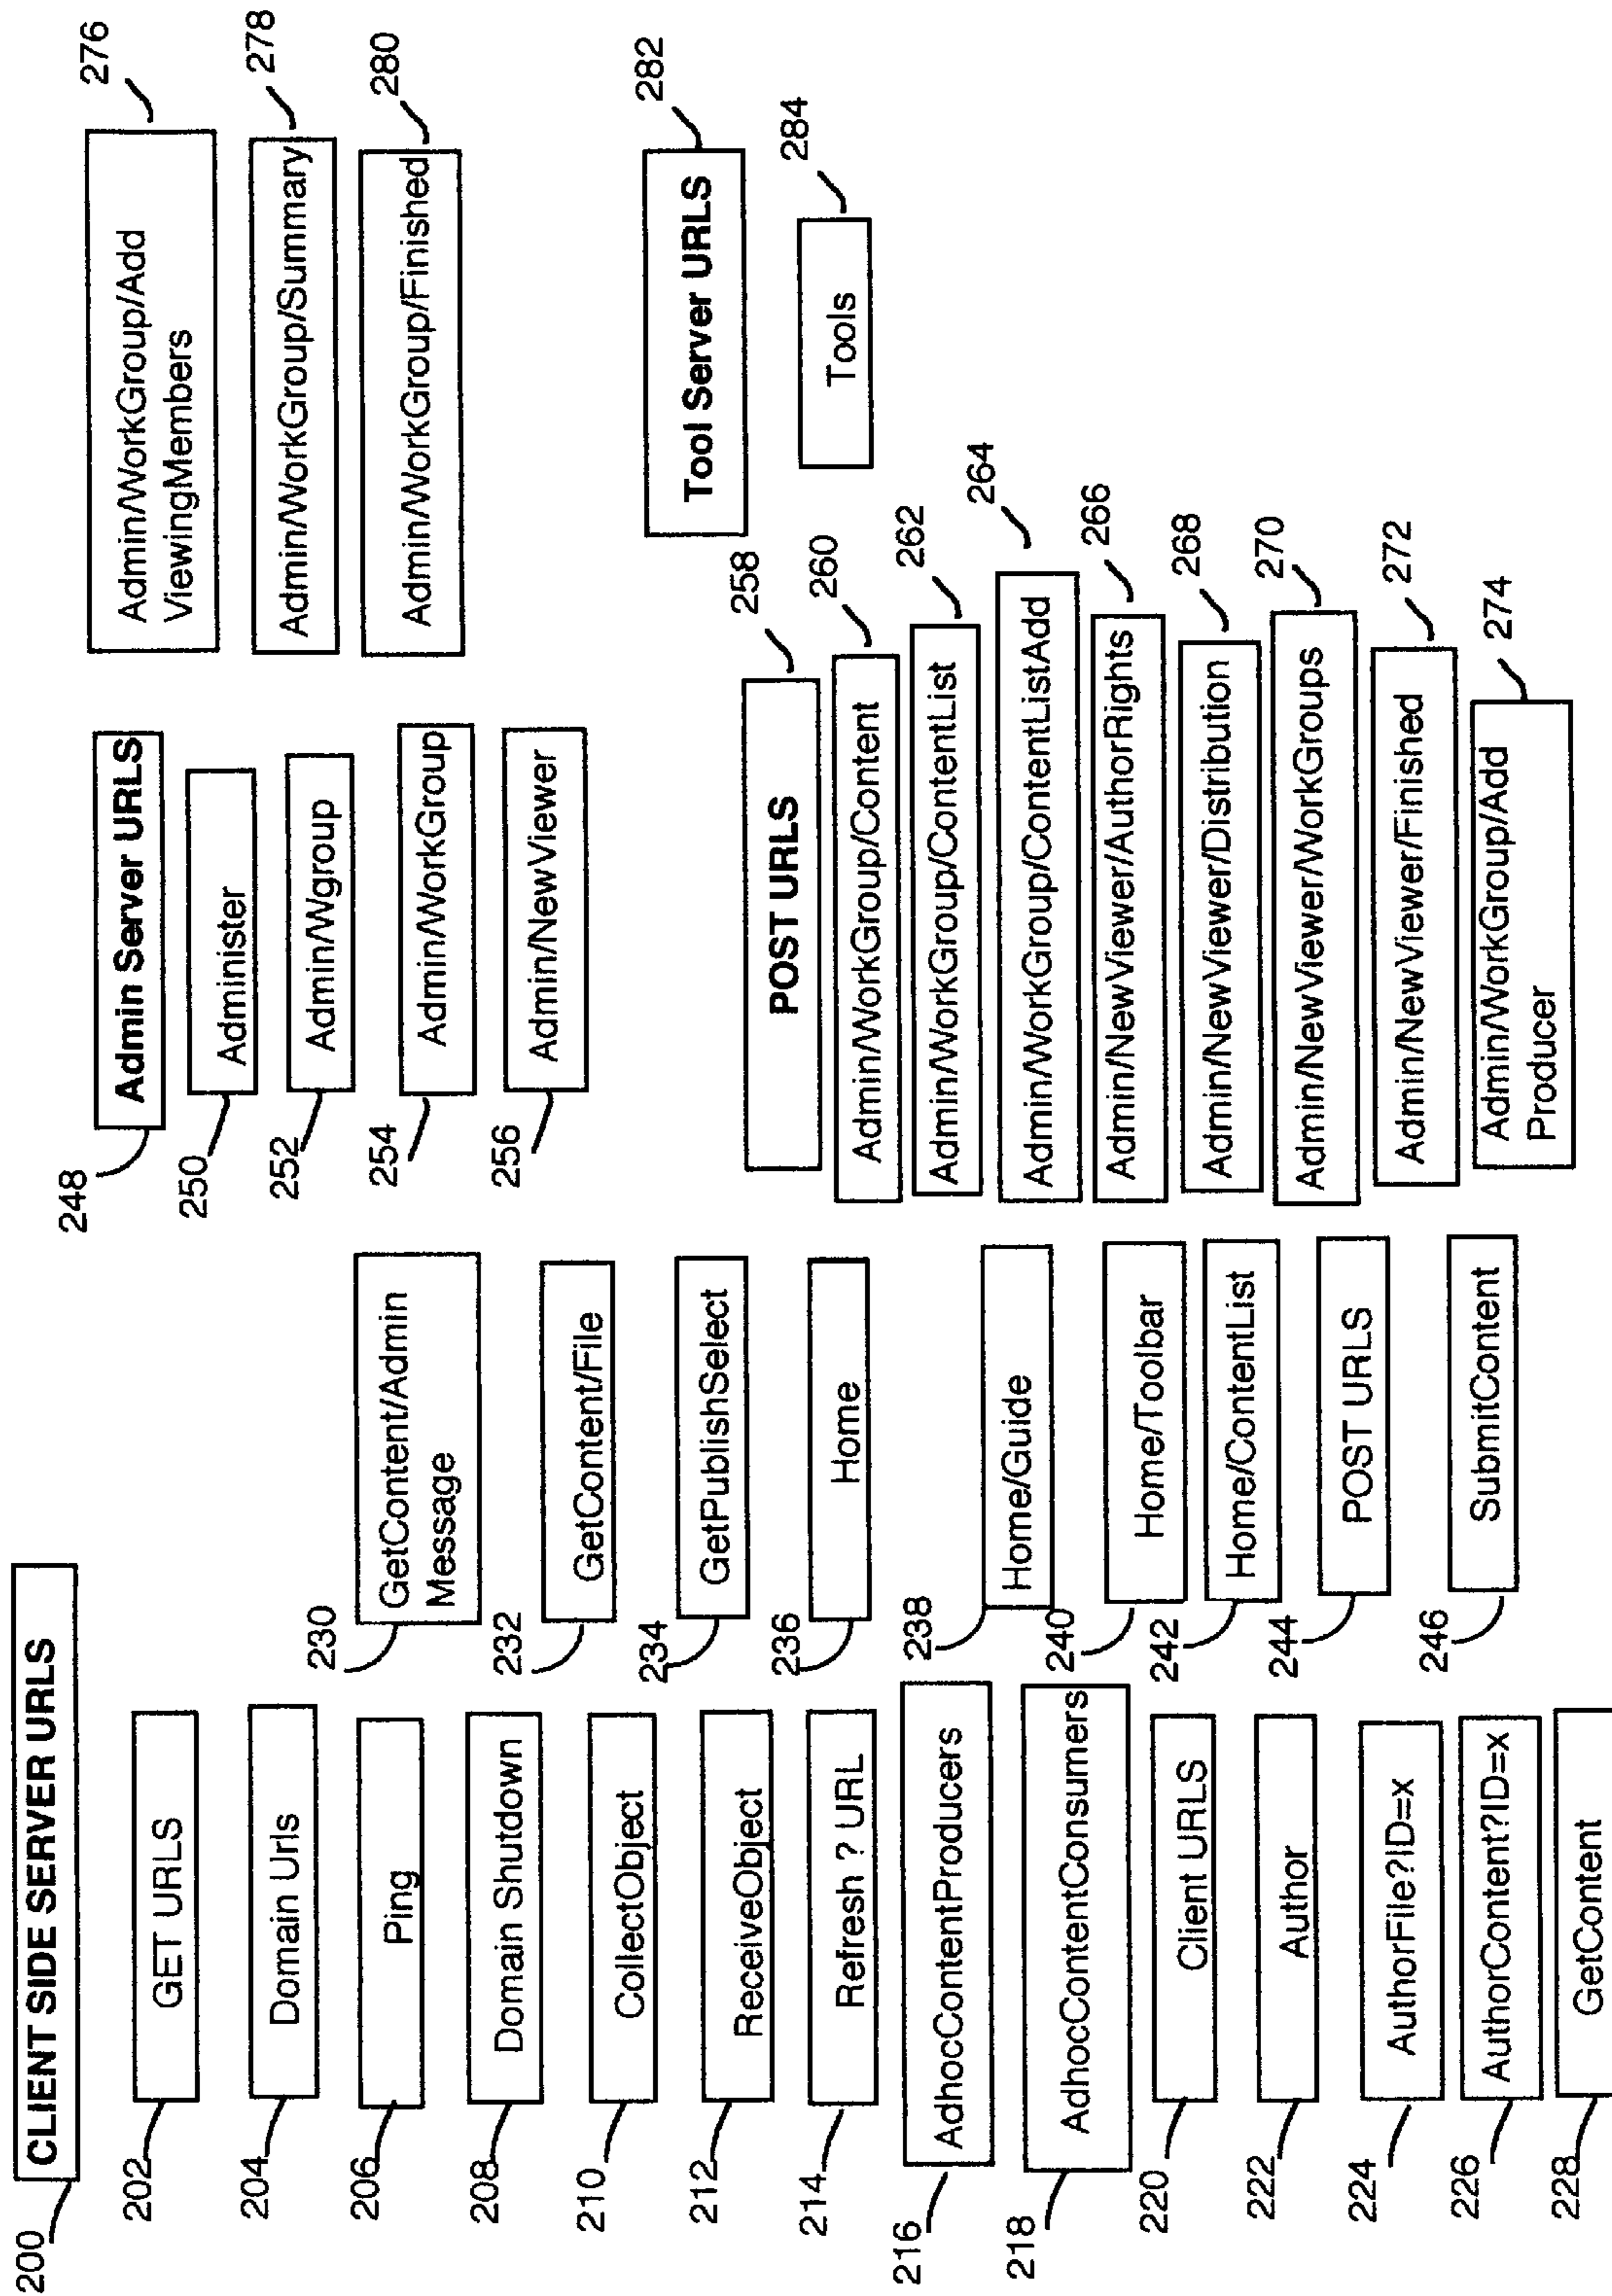 CLIENT SIDE SERVER URLS
200
GET URLS
202
Domain Urls
204
Ping
206
Domain Shutdown
208
CollectObject
210
ReceiveObject
212
Refresh ? URL
214
AdhocContentProducers
216
AdhocContentConsumers
218
Client URLS
220
Author
222
AuthorFile?ID=x
224
AuthorContent?ID=x
226
GetContent
228
GetContent/Admin
Message
230
GetContent/File
232
GetPublishSelect
234
Home
236
Home/Guide
238
Home/Toolbar
240
Home/ContentList
242
POST URLS
244
SubmitContent
246
Admin Server URLS
248
Administer
250
Admin/Wgroup
252
Admin/WorkGroup
254
Admin/NewViewer
256
POST URLS
258
Admin/WorkGroup/Content
260
Admin/WorkGroup/ContentList
262
Admin/WorkGroup/ContentListAdd
264
Admin/NewViewer/AuthorRights
266
Admin/NewViewer/Distribution
268
Admin/NewViewer/WorkGroups
270
Admin/NewViewer/Finished
272
Admin/WorkGroup/Add
Producer
274
Admin/WorkGroup/Add
ViewingMembers
276
Admin/WorkGroup/Summary
278
Admin/WorkGroup/Finished
280
Tool Server URLS
282
Tools
284